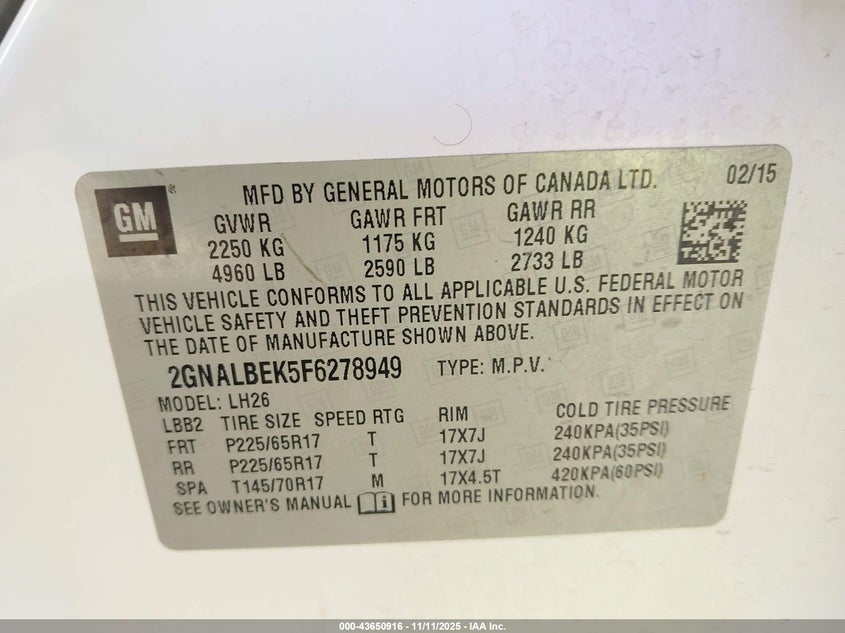 GM ® MFD BY GENERAL MOTORS OF CANADA LTD. 02/15
GVWR GAWR FRT GAWR RR
2250 KG 1175 KG 1240 KG
4960 LB 2590 LB 2733 LB
THIS VEHICLE CONFORMS TO ALL APPLICABLE U.S. FEDERAL MOTOR
VEHICLE SAFETY AND THEFT PREVENTION STANDARDS IN EFFECT ON
THE DATE OF MANUFACTURE SHOWN ABOVE.
2GNALBEK5F6278949 TYPE: M.P.V.
MODEL: LH26
LBB2 TIRE SIZE SPEED RTG RIM COLD TIRE PRESSURE
FRT P225/65R17 T 17X7J 240KPA(35PSI)
RR P225/65R17 T 17X7J 240KPA(35PSI)
SPA T145/70R17 M 17X4.5T 420KPA(60PSI)
SEE OWNER'S MANUAL i FOR MORE INFORMATION.
000-43650916 - 11/11/2025 - IAA Inc.